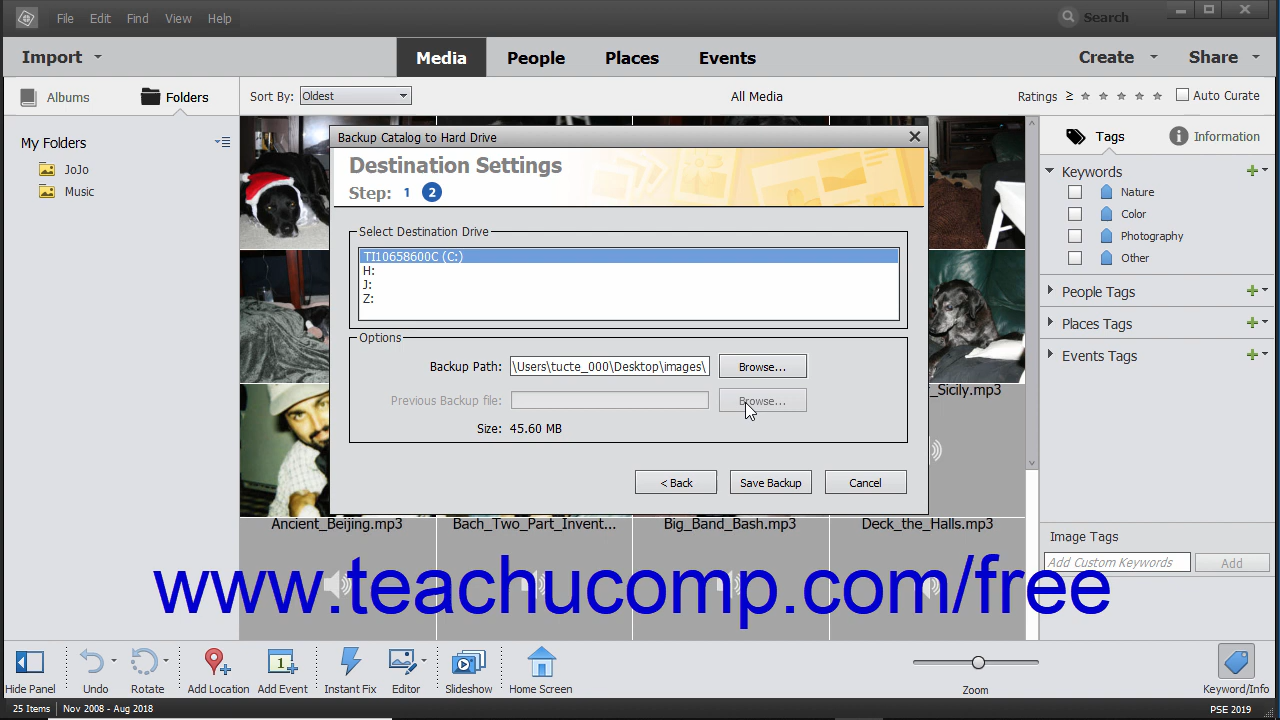 File Edit Find View Help Search
Import Media People Places Events Create Share
Albums Folders Sort By: Oldest All Media Ratings ≥ Auto Curate
My Folders
JoJo
Music
Backup Catalog to Hard Drive
Destination Settings
Step: 1 2
Select Destination Drive
TI10658600C (C:)
H:
J:
Z:
Options
Backup Path: \Users\tucte_000\Desktop\images\ Browse...
Previous Backup file: Browse...
Size: 45.60 MB
< Back Save Backup Cancel
Tags Information
Keywords
Nature
Color
Photography
Other
People Tags
Places Tags
Events Tags
_Sicily.mp3
Ancient_Beijing.mp3 Bach_Two_Part_Invent... Big_Band_Bash.mp3 Deck_the_Halls.mp3
Image Tags
Add Custom Keywords Add
www.teachucomp.com/free
Hide Panel Undo Rotate Add Location 1 Add Event Instant Fix Editor Slideshow Home Screen Zoom Keyword/Info
25 Items Nov 2008 - Aug 2018 PSE 2019